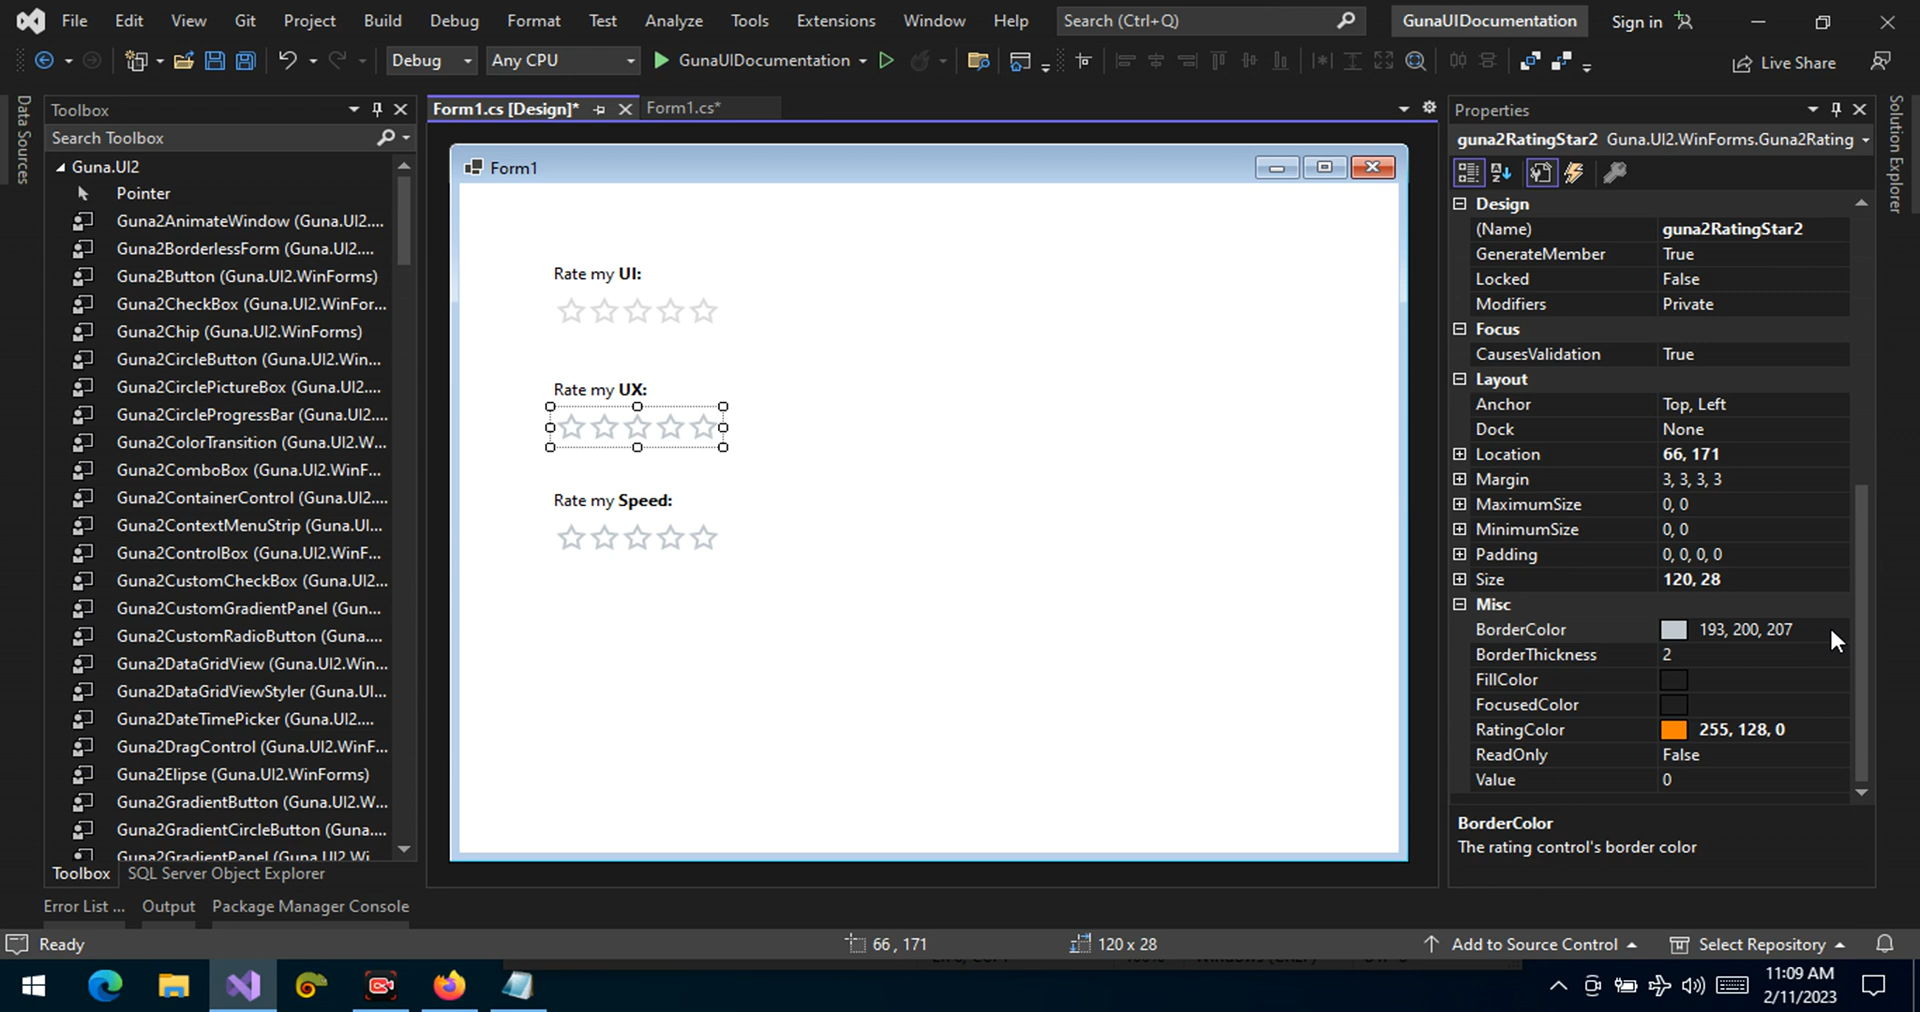 File Edit View Git Project Build Debug Format Test Analyze Tools Extensions Window Help Search (Ctrl+Q) GunaUIDocumentation Sign in
Debug Any CPU GunaUIDocumentation Live Share
Data Sources
Toolbox
Search Toolbox
Guna.UI2
Pointer
Guna2AnimateWindow (Guna.UI2....
Guna2BorderlessForm (Guna.UI2....
Guna2Button (Guna.UI2.WinForms)
Guna2CheckBox (Guna.UI2.WinFor...
Guna2Chip (Guna.UI2.WinForms)
Guna2CircleButton (Guna.UI2.Win...
Guna2CirclePictureBox (Guna.UI2....
Guna2CircleProgressBar (Guna.UI2...
Guna2ColorTransition (Guna.UI2.W...
Guna2ComboBox (Guna.UI2.WinF...
Guna2ContainerControl (Guna.UI2....
Guna2ContextMenuStrip (Guna.UI...
Guna2ControlBox (Guna.UI2.WinF...
Guna2CustomCheckBox (Guna.UI2...
Guna2CustomGradientPanel (Gun...
Guna2CustomRadioButton (Guna....
Guna2DataGridView (Guna.UI2.Win...
Guna2DataGridViewStyler (Guna.UI...
Guna2DateTimePicker (Guna.UI2....
Guna2DragControl (Guna.UI2.WinF...
Guna2Elipse (Guna.UI2.WinForms)
Guna2GradientButton (Guna.UI2.W...
Guna2GradientCircleButton (Guna....
Guna2GradientPanel (Guna.UI2.Wi
Toolbox SQL Server Object Explorer
Form1.cs [Design]* Form1.cs*
Form1
Rate my UI:
Rate my UX:
Rate my Speed:
Properties
guna2RatingStar2 Guna.UI2.WinForms.Guna2Rating
Design
(Name) guna2RatingStar2
GenerateMember True
Locked False
Modifiers Private
Focus
CausesValidation True
Layout
Anchor Top, Left
Dock None
Location 66, 171
Margin 3, 3, 3, 3
MaximumSize 0, 0
MinimumSize 0, 0
Padding 0, 0, 0, 0
Size 120, 28
Misc
BorderColor 193, 200, 207
BorderThickness 2
FillColor
FocusedColor
RatingColor 255, 128, 0
ReadOnly False
Value 0
BorderColor
The rating control's border color
Solution Explorer
Error List ... Output Package Manager Console
Ready 66 , 171 120 x 28 Add to Source Control Select Repository
11:09 AM
2/11/2023